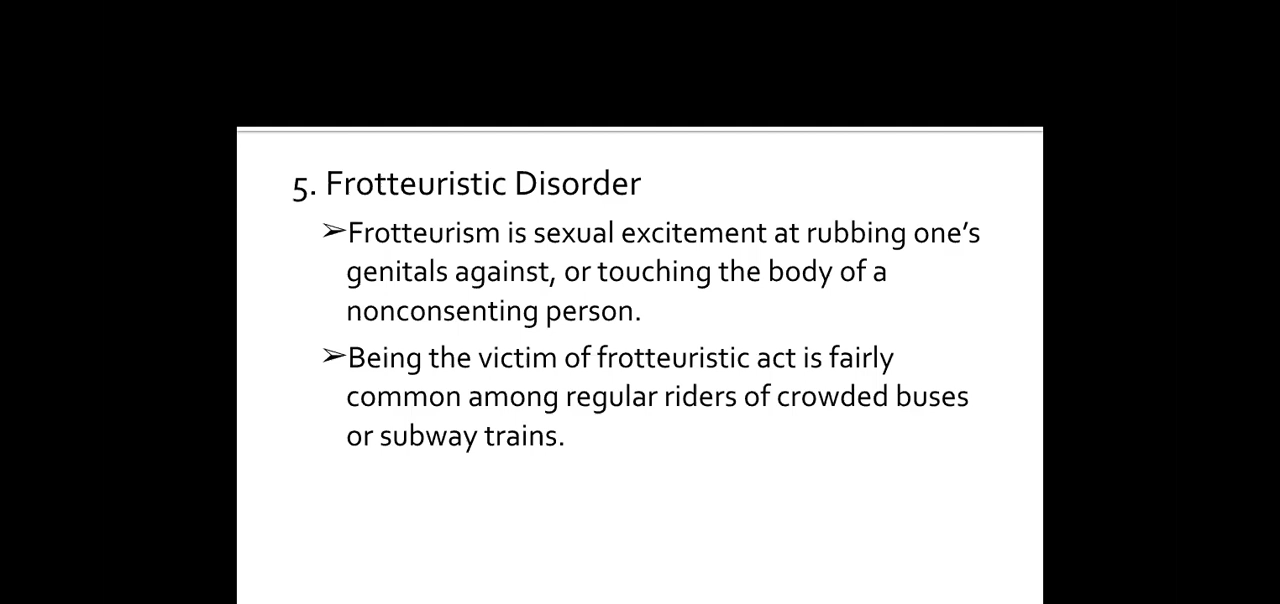 5. Frotteuristic Disorder
➢Frotteurism is sexual excitement at rubbing one’s
genitals against, or touching the body of a
nonconsenting person.
➢Being the victim of frotteuristic act is fairly
common among regular riders of crowded buses
or subway trains.